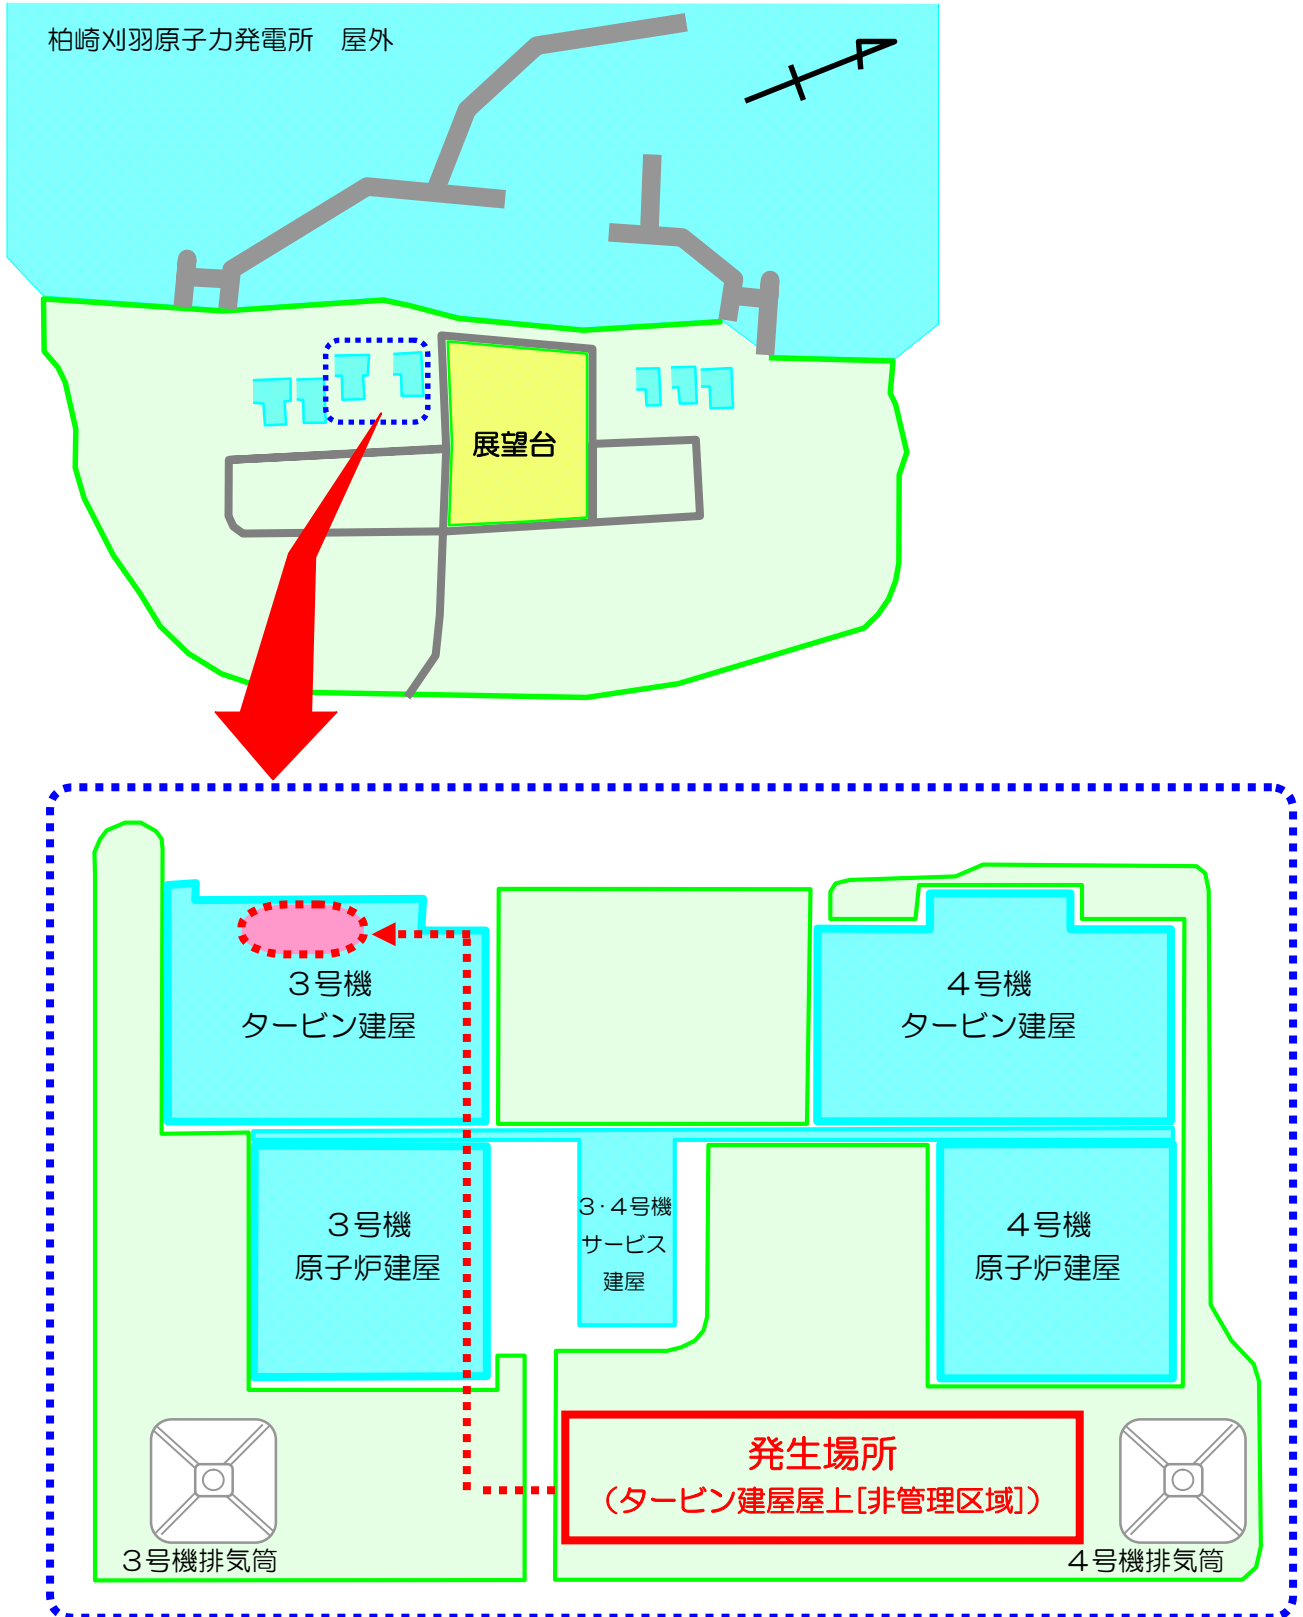 柏崎刈羽原子力発電所　屋外
展望台
３号機
タービン建屋
４号機
タービン建屋
３号機
原子炉建屋
３・４号機
サービス
建屋
４号機
原子炉建屋
発生場所
（タービン建屋屋上[非管理区域]）
３号機排気筒
４号機排気筒